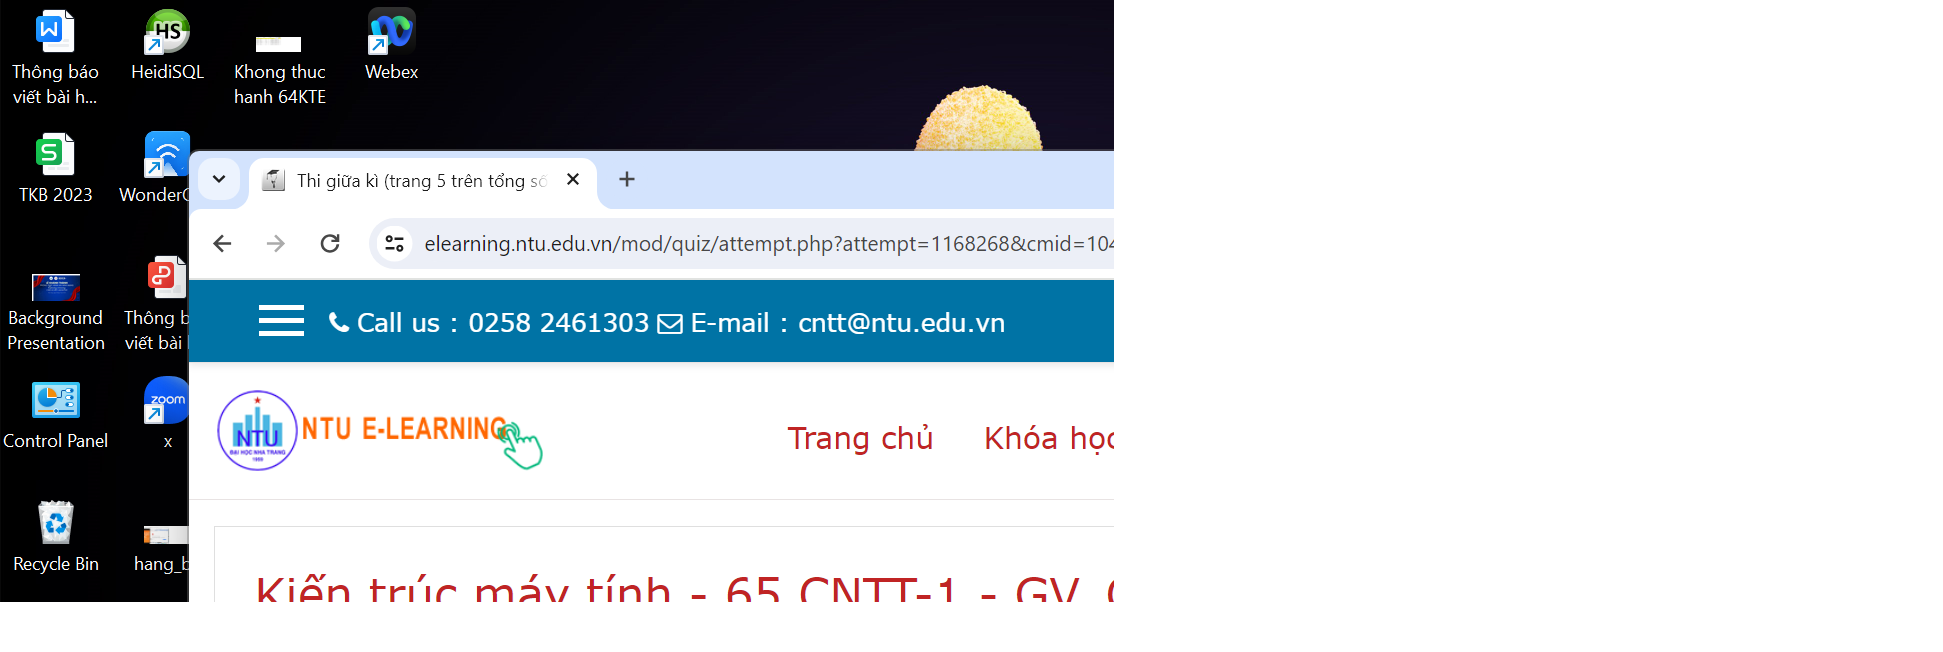 Thông báo
viết bài h...
HeidiSQL
Khong thuc
hanh 64KTE
Webex
TKB 2023
Background
Presentation
Thông b
viết bài
Control Panel
zoom
x
Recycle Bin
hang_b
Thi giữa kì (trang 5 trên tổng số
elearning.ntu.edu.vn/mod/quiz/attempt.php?attempt=1168268&cmid=104
Call us : 0258 2461303 E-mail : cntt@ntu.edu.vn
NTU
ĐẠI HỌC NHA TRANG
NTU E-LEARNING
Trang chủ Khóa học
Kiến trúc máy tính - 65.CNTT-1 - GV.